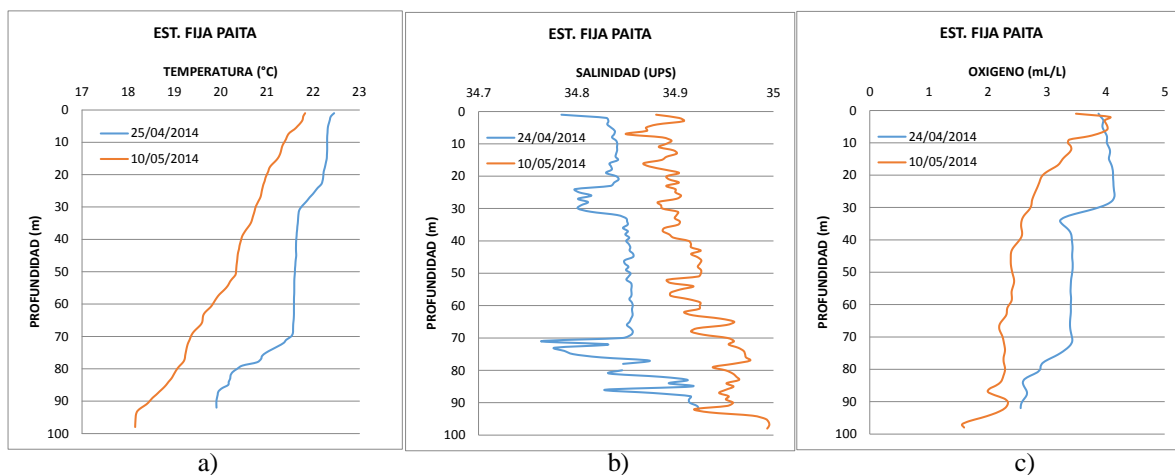 EST. FIJA PAITA
TEMPERATURA (°C)
17 18 19 20 21 22 23
0
10
20
30
40
50
60
70
80
90
100
PROFUNDIDAD (m)
25/04/2014
10/05/2014
a)
EST. FIJA PAITA
SALINIDAD (UPS)
34.7 34.8 34.9 35
0
10
20
30
40
50
60
70
80
90
100
PROFUNDIDAD (m)
24/04/2014
10/05/2014
b)
EST. FIJA PAITA
OXIGENO (mL/L)
0 1 2 3 4 5
0
10
20
30
40
50
60
70
80
90
100
PROFUNDIDAD (m)
24/04/2014
10/05/2014
c)